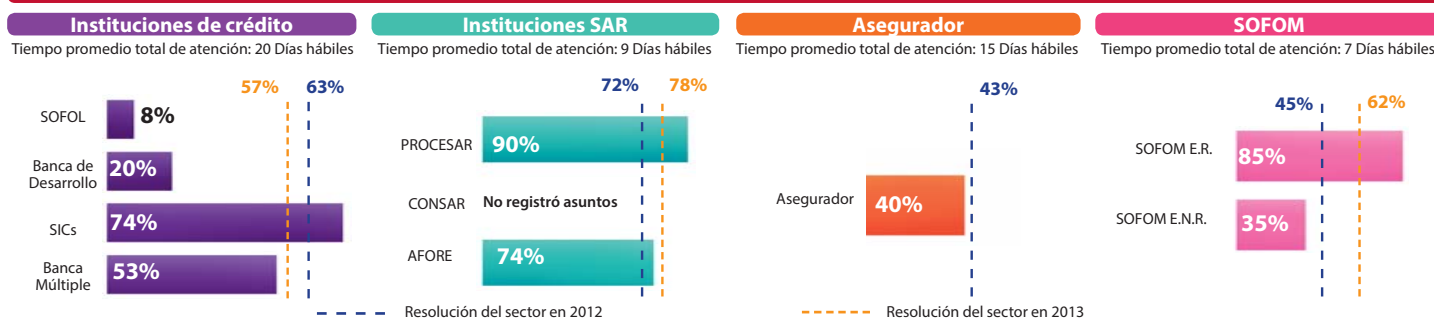 Instituciones de crédito
Tiempo promedio total de atención: 20 Días hábiles
57%
63%
SOFOL
8%
Banca de
Desarrollo
20%
SICs
74%
Banca
Múltiple
53%
Instituciones SAR
Tiempo promedio total de atención: 9 Días hábiles
72%
78%
PROCESAR
90%
CONSAR
No registró asuntos
AFORE
74%
Asegurador
Tiempo promedio total de atención: 15 Días hábiles
43%
Asegurador
40%
SOFOM
Tiempo promedio total de atención: 7 Días hábiles
45%
62%
SOFOM E.R.
85%
SOFOM E.N.R.
35%
Resolución del sector en 2012
Resolución del sector en 2013